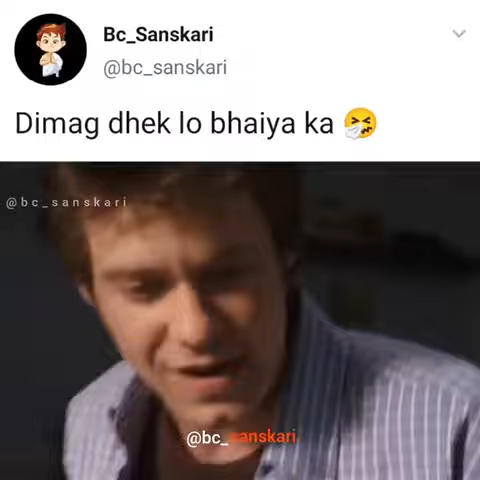 Bc_Sanskari
@bc_sanskari
Dimag dhek lo bhaiya ka 🤧
@bc_sanskari
@bc_sanskari